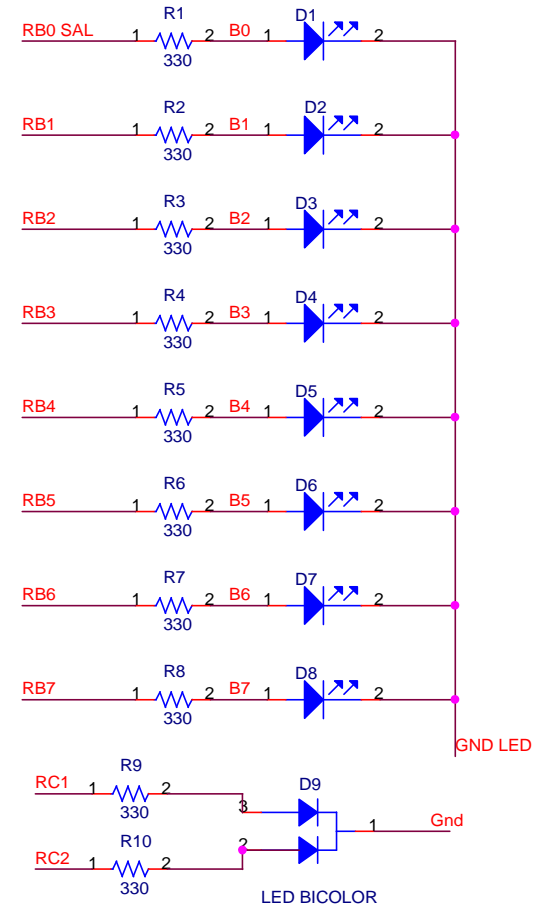 R1 D1
RB0 SAL 1 2 B0 1 2
330
R2 D2
RB1 1 2 B1 1 2
330
R3 D3
RB2 1 2 B2 1 2
330
R4 D4
RB3 1 2 B3 1 2
330
R5 D5
RB4 1 2 B4 1 2
330
R6 D6
RB5 1 2 B5 1 2
330
R7 D7
RB6 1 2 B6 1 2
330
R8 D8
RB7 1 2 B7 1 2
330
GND LED
R9 D9
RC1 1 2
330 3 1 Gnd
R10 2
RC2 1 2
330
LED BICOLOR